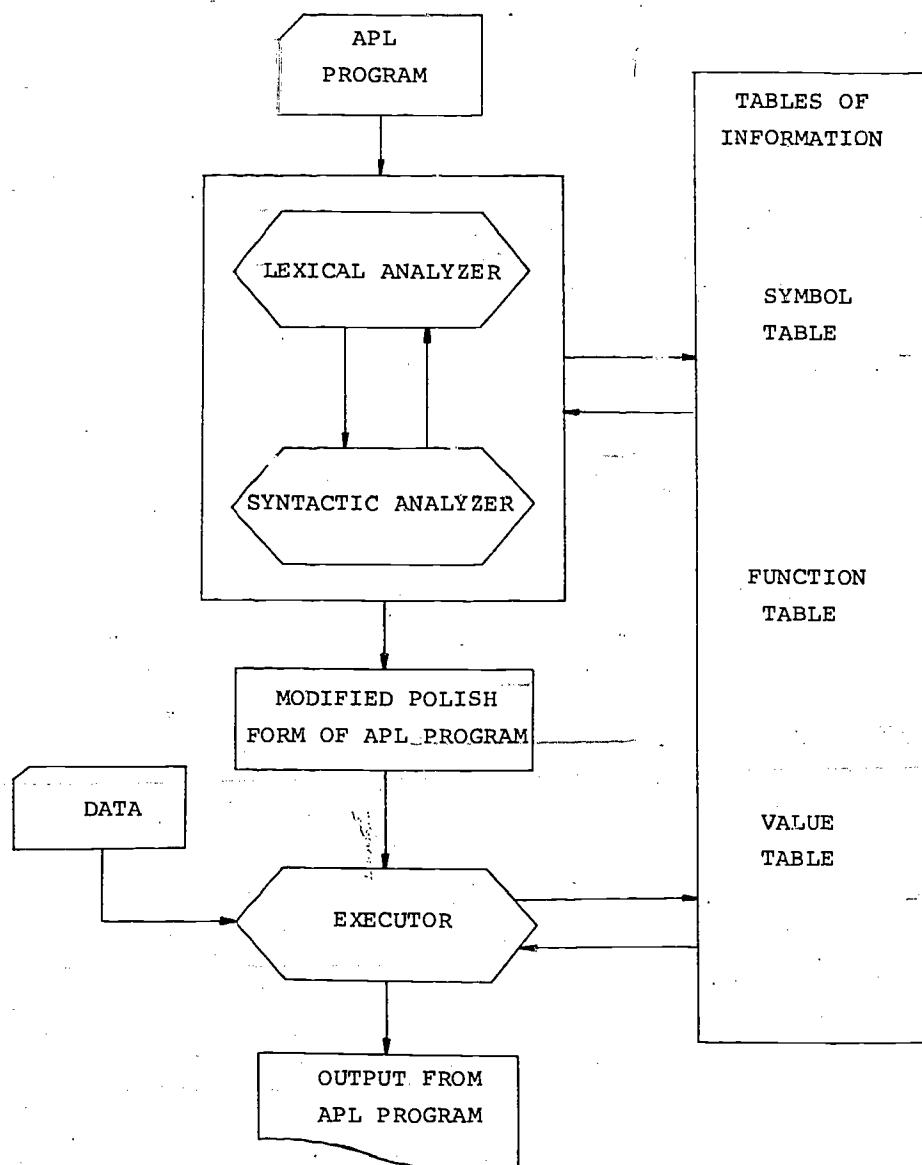 APL
PROGRAM
TABLES OF
INFORMATION
LEXICAL ANALYZER
SYMBOL
TABLE
SYNTACTIC ANALYZER
FUNCTION
TABLE
MODIFIED POLISH
FORM OF APL PROGRAM
DATA
VALUE
TABLE
EXECUTOR
OUTPUT FROM
APL PROGRAM